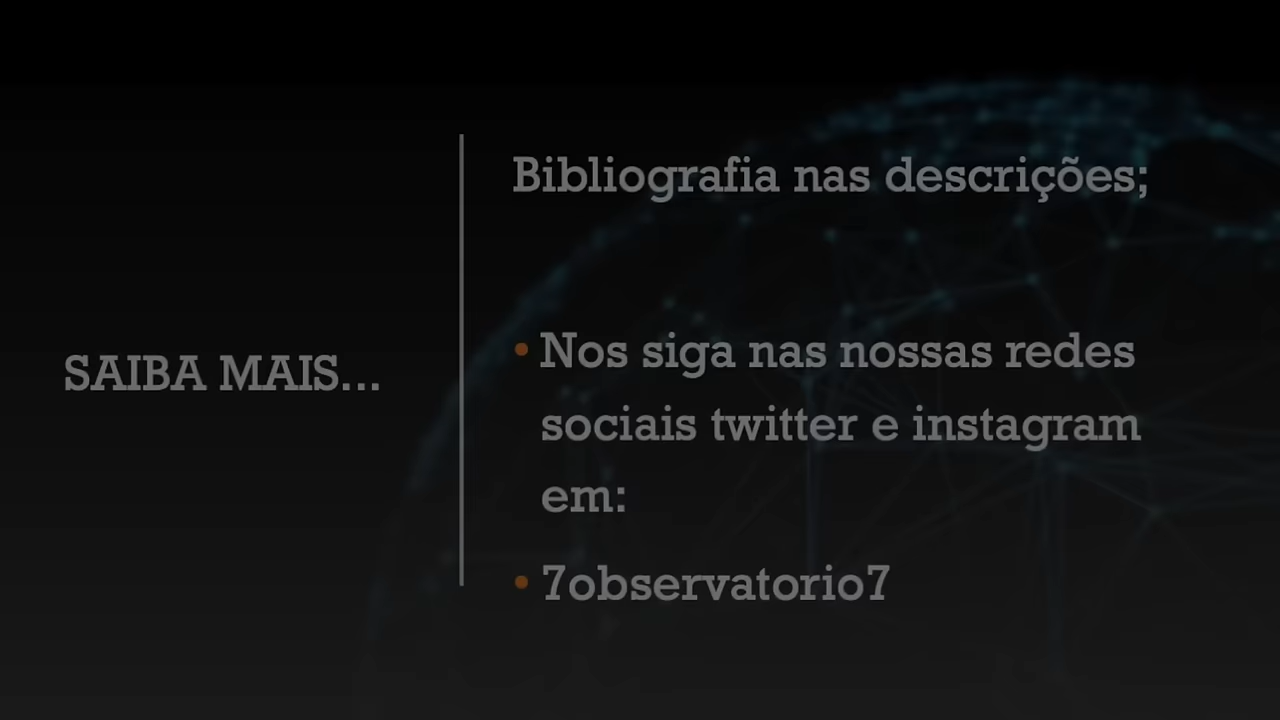 SAIBA MAIS...
Bibliografia nas descrições;
• Nos siga nas nossas redes
sociais twitter e instagram
em:
• 7observatorio7